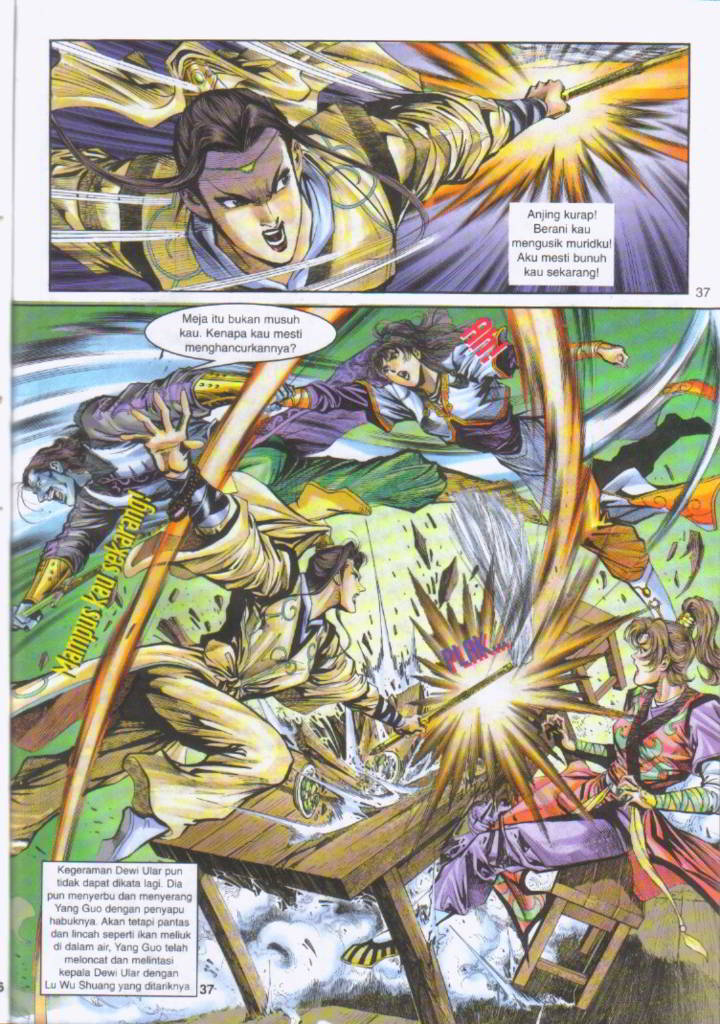 Anjing kurap!
Berani kau
mengusik muridku!
Aku mesti bunuh
kau sekarang!
37
Meja itu bukan musuh
kau. Kenapa kau mesti
menghancurkannya?
AH!
Mampus kau sekarang!
PLAK...
Kegeraman Dewi Ular pun
tidak dapat dikata lagi. Dia
pun menyerbu dan menyerang
Yang Guo dengan penyapu
habuknya. Akan tetapi pantas
dan lincah seperti ikan meliuk
di dalam air, Yang Guo telah
meloncat dan melintasi
kepala Dewi Ular dengan
Lu Wu Shuang yang ditariknya
37